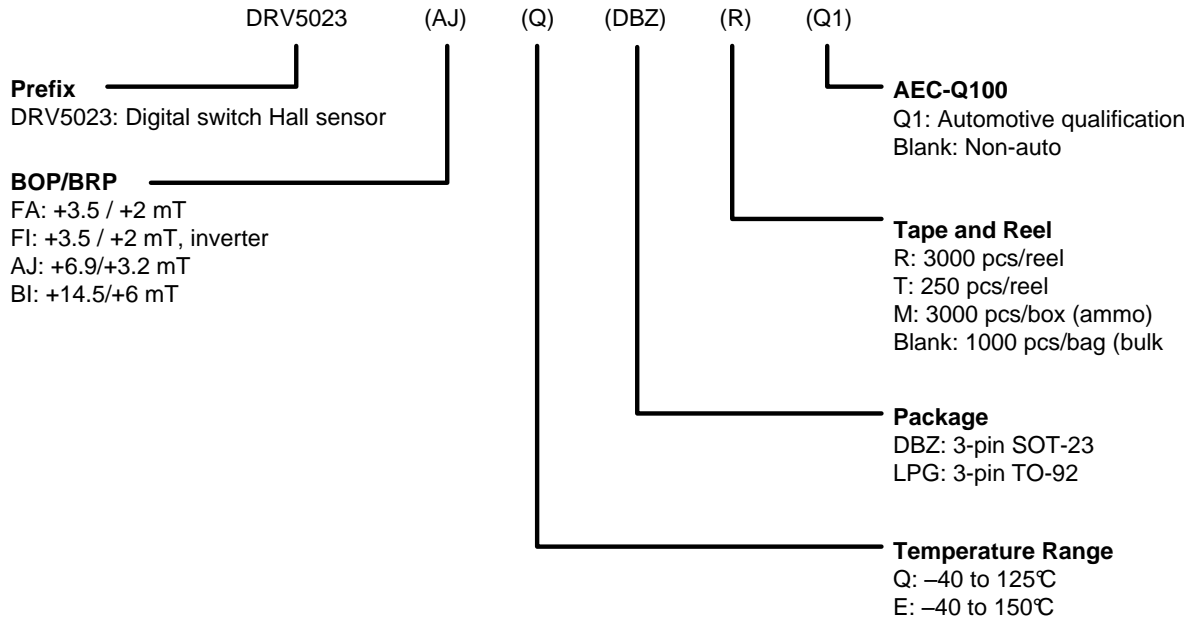 DRV5023 (AJ) (Q) (DBZ) (R) (Q1)
Prefix
DRV5023: Digital switch Hall sensor
BOP/BRP
FA: +3.5 / +2 mT
FI: +3.5 / +2 mT, inverter
AJ: +6.9/+3.2 mT
BI: +14.5/+6 mT
AEC-Q100
Q1: Automotive qualification
Blank: Non-auto
Tape and Reel
R: 3000 pcs/reel
T: 250 pcs/reel
M: 3000 pcs/box (ammo)
Blank: 1000 pcs/bag (bulk
Package
DBZ: 3-pin SOT-23
LPG: 3-pin TO-92
Temperature Range
Q: –40 to 125°C
E: –40 to 150°C